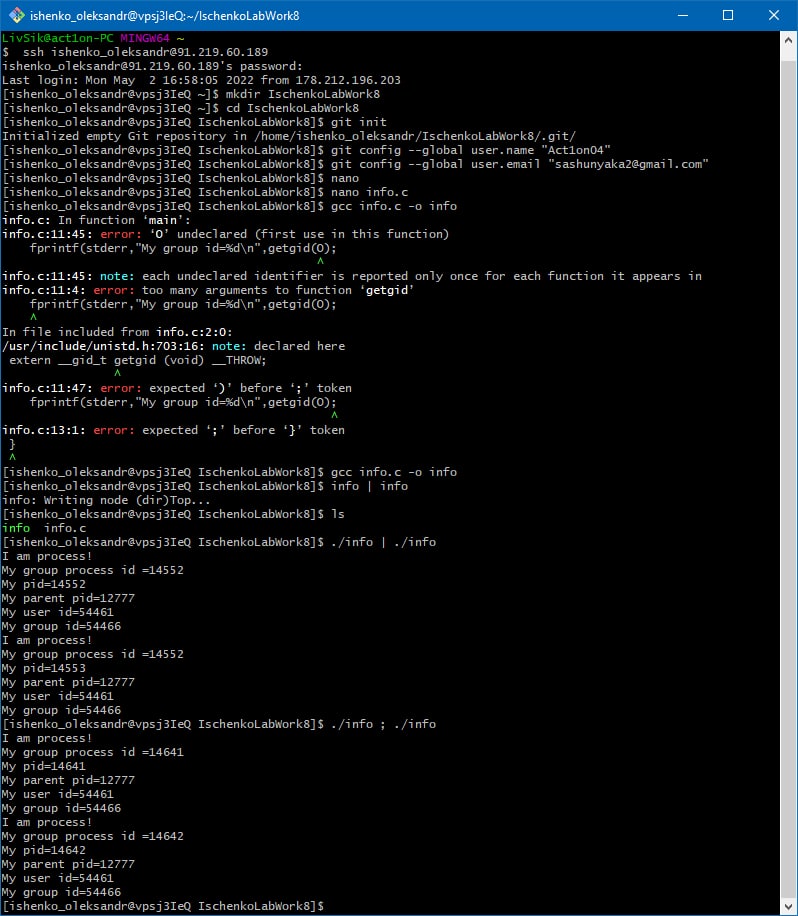 ishenko_oleksandr@vpsj3IeQ:~/IschenkoLabWork8
LivSik@act1on-PC MINGW64 ~
$  ssh ishenko_oleksandr@91.219.60.189
ishenko_oleksandr@91.219.60.189's password:
Last login: Mon May  2 16:58:05 2022 from 178.212.196.203
[ishenko_oleksandr@vpsj3IeQ ~]$ mkdir IschenkoLabWork8
[ishenko_oleksandr@vpsj3IeQ ~]$ cd IschenkoLabWork8
[ishenko_oleksandr@vpsj3IeQ IschenkoLabWork8]$ git init
Initialized empty Git repository in /home/ishenko_oleksandr/IschenkoLabWork8/.git/
[ishenko_oleksandr@vpsj3IeQ IschenkoLabWork8]$ git config --global user.name "Act1on04"
[ishenko_oleksandr@vpsj3IeQ IschenkoLabWork8]$ git config --global user.email "sashunyaka2@gmail.com"
[ishenko_oleksandr@vpsj3IeQ IschenkoLabWork8]$ nano
[ishenko_oleksandr@vpsj3IeQ IschenkoLabWork8]$ nano info.c
[ishenko_oleksandr@vpsj3IeQ IschenkoLabWork8]$ gcc info.c -o info
info.c: In function ‘main’:
info.c:11:45: error: ‘O’ undeclared (first use in this function)
    fprintf(stderr,"My group id=%d\n",getgid(O);
                                             ^
info.c:11:45: note: each undeclared identifier is reported only once for each function it appears in
info.c:11:4: error: too many arguments to function ‘getgid’
    fprintf(stderr,"My group id=%d\n",getgid(O);
    ^
In file included from info.c:2:0:
/usr/include/unistd.h:703:16: note: declared here
 extern __gid_t getgid (void) __THROW;
                ^
info.c:11:47: error: expected ‘)’ before ‘;’ token
    fprintf(stderr,"My group id=%d\n",getgid(O);
                                               ^
info.c:13:1: error: expected ‘;’ before ‘}’ token
 }
 ^
[ishenko_oleksandr@vpsj3IeQ IschenkoLabWork8]$ gcc info.c -o info
[ishenko_oleksandr@vpsj3IeQ IschenkoLabWork8]$ info | info
info: Writing node (dir)Top...
[ishenko_oleksandr@vpsj3IeQ IschenkoLabWork8]$ ls
info  info.c
[ishenko_oleksandr@vpsj3IeQ IschenkoLabWork8]$ ./info | ./info
I am process!
My group process id =14552
My pid=14552
My parent pid=12777
My user id=54461
My group id=54466
I am process!
My group process id =14552
My pid=14553
My parent pid=12777
My user id=54461
My group id=54466
[ishenko_oleksandr@vpsj3IeQ IschenkoLabWork8]$ ./info ; ./info
I am process!
My group process id =14641
My pid=14641
My parent pid=12777
My user id=54461
My group id=54466
I am process!
My group process id =14642
My pid=14642
My parent pid=12777
My user id=54461
My group id=54466
[ishenko_oleksandr@vpsj3IeQ IschenkoLabWork8]$